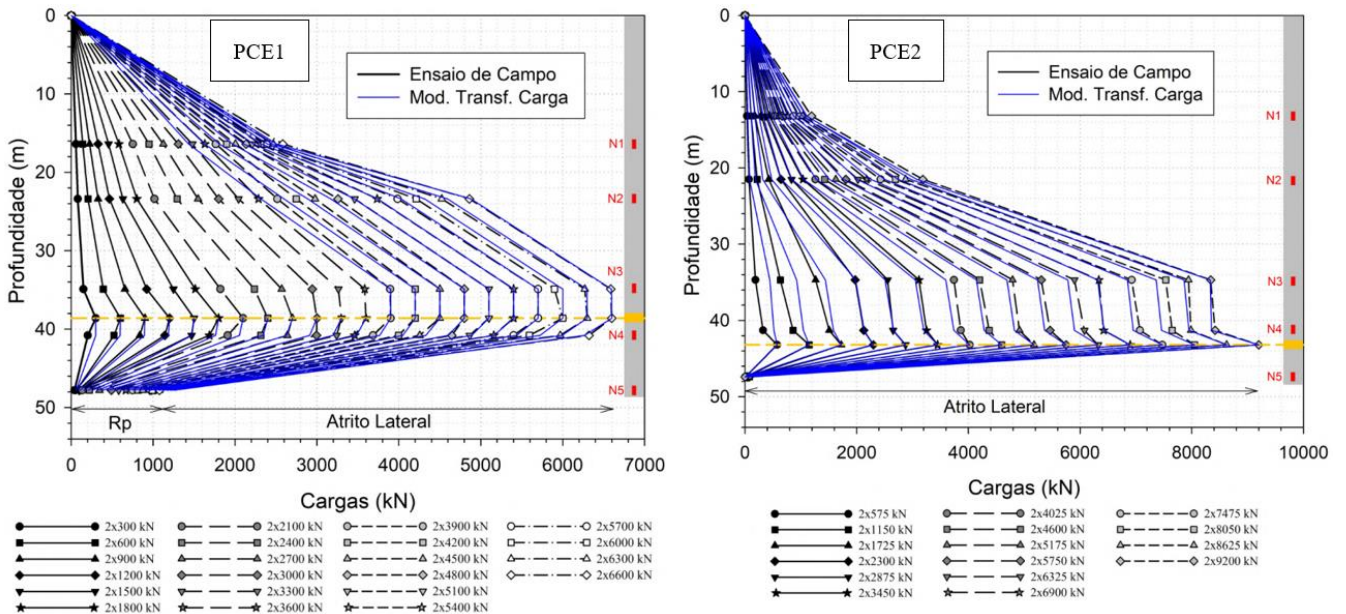 PCE1
Ensaio de Campo
Mod. Transf. Carga
Profundidade (m)
0
10
20
30
40
50
N1
N2
N3
N4
N5
Rp
Atrito Lateral
0 1000 2000 3000 4000 5000 6000 7000
Cargas (kN)
2x300 kN 2x2100 kN 2x3900 kN 2x5700 kN
2x600 kN 2x2400 kN 2x4200 kN 2x6000 kN
2x900 kN 2x2700 kN 2x4500 kN 2x6300 kN
2x1200 kN 2x3000 kN 2x4800 kN 2x6600 kN
2x1500 kN 2x3300 kN 2x5100 kN
2x1800 kN 2x3600 kN 2x5400 kN
PCE2
Ensaio de Campo
Mod. Transf. Carga
Profundidade (m)
0
10
20
30
40
50
N1
N2
N3
N4
N5
Atrito Lateral
0 2000 4000 6000 8000 10000
Cargas (kN)
2x575 kN 2x4025 kN 2x7475 kN
2x1150 kN 2x4600 kN 2x8050 kN
2x1725 kN 2x5175 kN 2x8625 kN
2x2300 kN 2x5750 kN 2x9200 kN
2x2875 kN 2x6325 kN
2x3450 kN 2x6900 kN